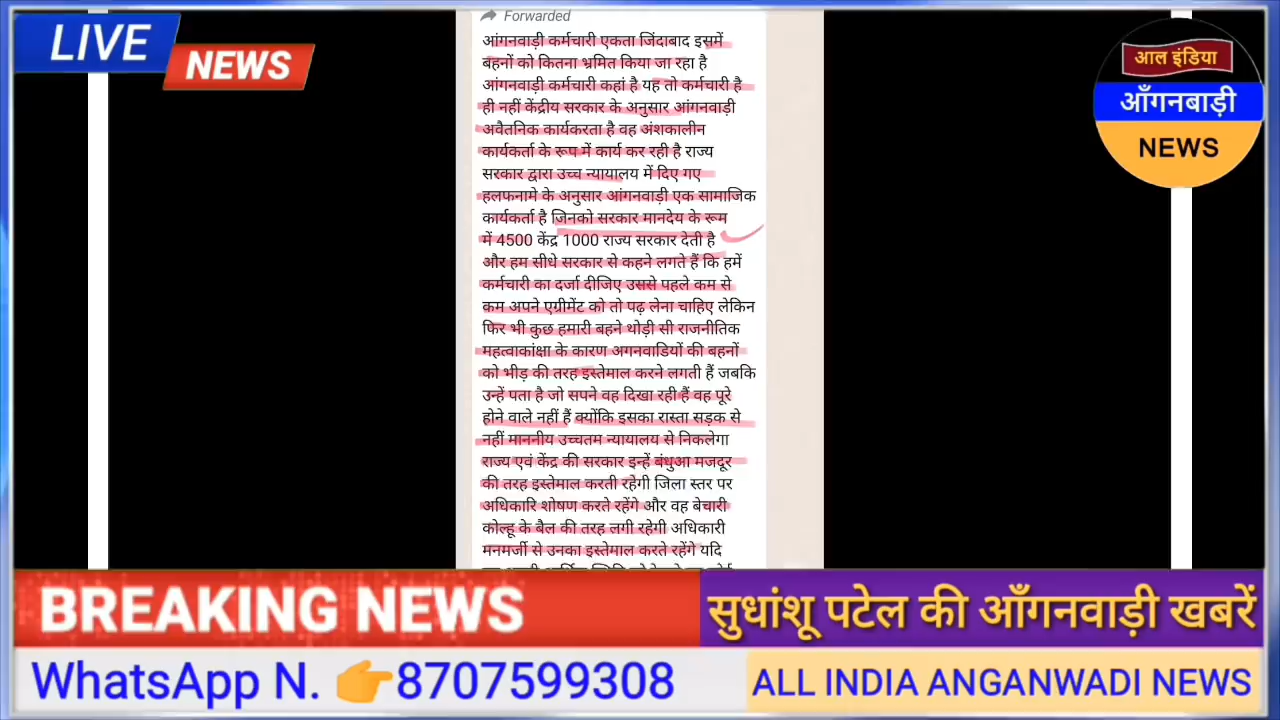 LIVE
NEWS
Forwarded
आंगनवाड़ी कर्मचारी एकता जिंदाबाद इसमें
बहनों को कितना भ्रमित किया जा रहा है
आंगनवाड़ी कर्मचारी कहां है यह तो कर्मचारी है
ही नहीं केंद्रीय सरकार के अनुसार आंगनवाड़ी
अवैतनिक कार्यकरता है वह अंशकालीन
कार्यकर्ता के रूप में कार्य कर रही है राज्य
सरकार द्वारा उच्च न्यायालय में दिए गए
हलफनामे के अनुसार आंगनवाड़ी एक सामाजिक
कार्यकर्ता है जिनको सरकार मानदेय के रूम
में 4500 केंद्र 1000 राज्य सरकार देती है
और हम सीधे सरकार से कहने लगते हैं कि हमें
कर्मचारी का दर्जा दीजिए उससे पहले कम से
कम अपने एग्रीमेंट को तो पढ़ लेना चाहिए लेकिन
फिर भी कुछ हमारी बहने थोड़ी सी राजनीतिक
महत्वाकांक्षा के कारण अगनवाडियों की बहनों
को भीड़ की तरह इस्तेमाल करने लगती हैं जबकि
उन्हें पता है जो सपने वह दिखा रही हैं वह पूरे
होने वाले नहीं हैं क्योंकि इसका रास्ता सड़क से
नहीं माननीय उच्चतम न्यायालय से निकलेगा
राज्य एवं केंद्र की सरकार इन्हें बंधुआ मजदूर
की तरह इस्तेमाल करती रहेगी जिला स्तर पर
अधिकारि शोषण करते रहेंगे और वह बेचारी
कोल्हू के बैल की तरह लगी रहेगी अधिकारी
मनमर्जी से उनका इस्तेमाल करते रहेंगे यदि
आल इंडिया
आँगनबाड़ी
NEWS
BREAKING NEWS
सुधांशू पटेल की आँगनवाड़ी खबरें
WhatsApp N. 👉8707599308
ALL INDIA ANGANWADI NEWS